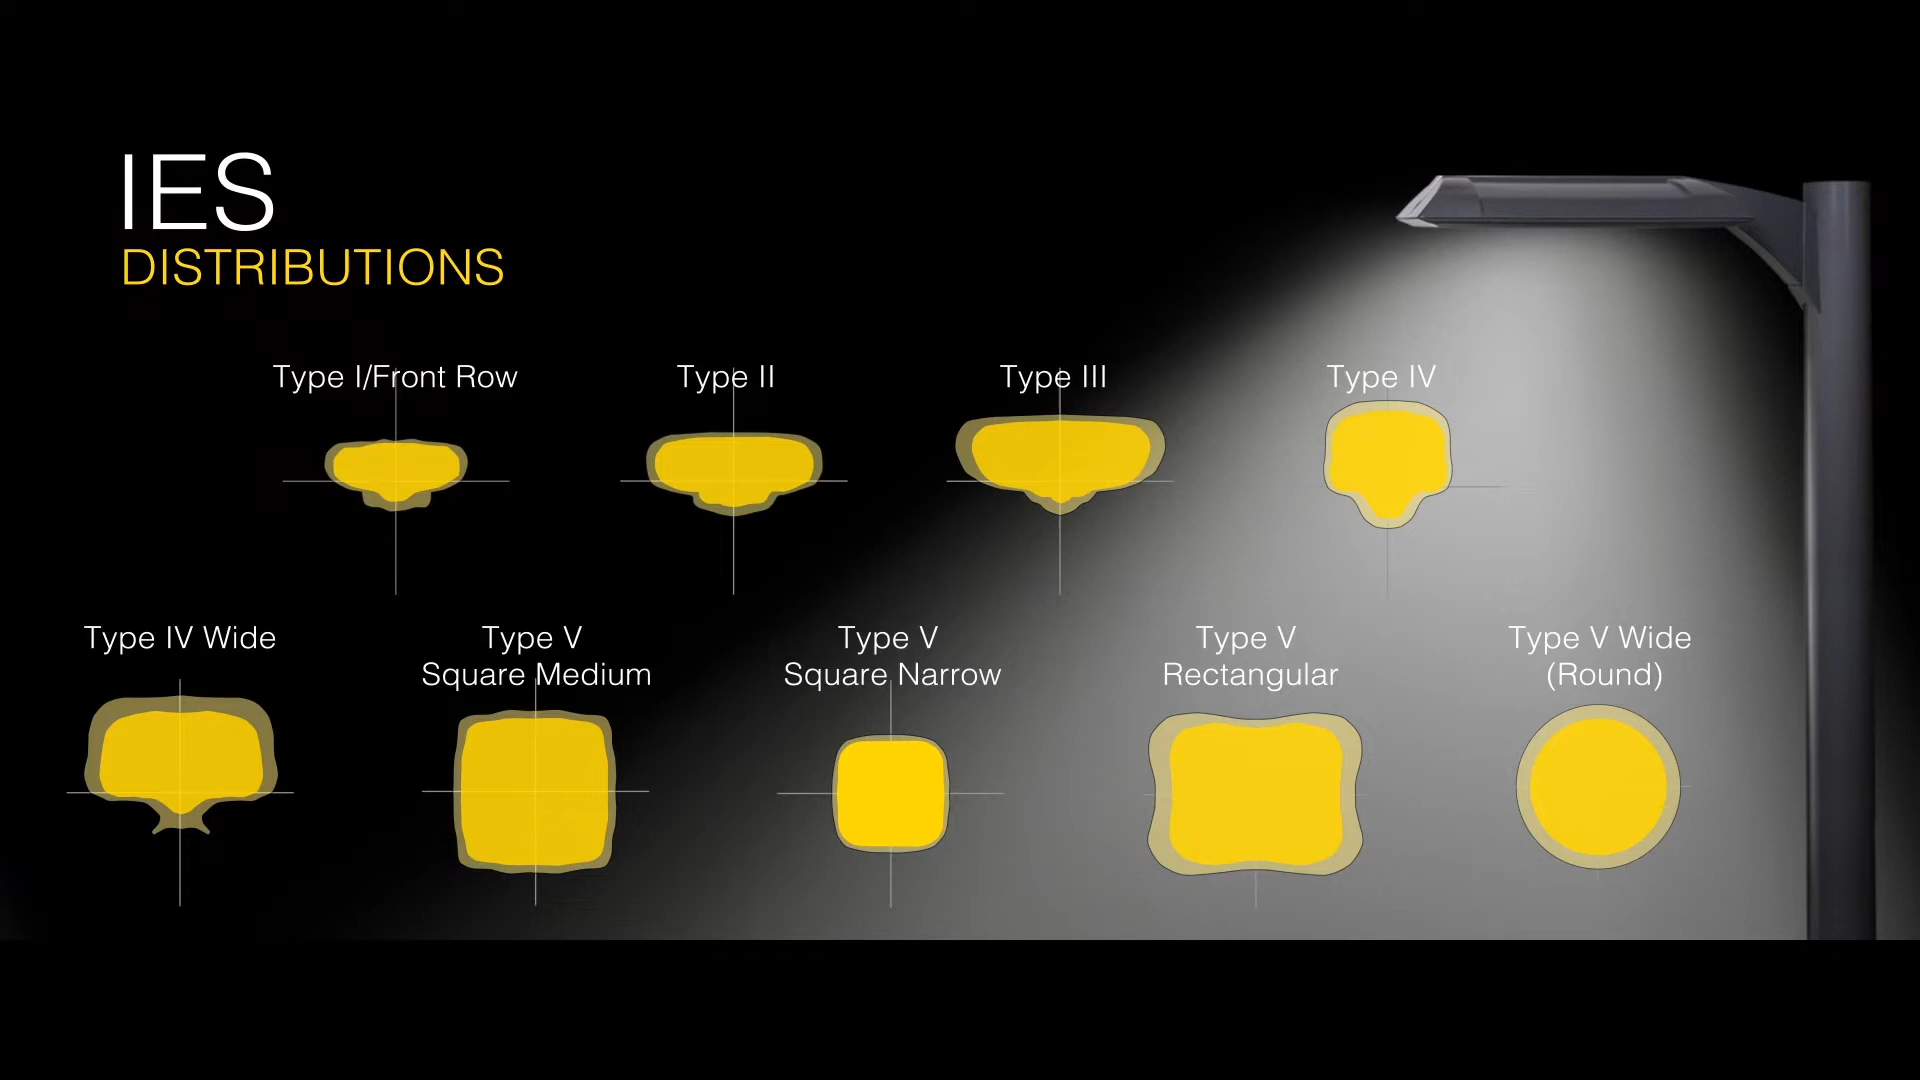 IES
DISTRIBUTIONS
Type I/Front Row
Type II
Type III
Type IV
Type IV Wide
Type V
Square Medium
Type V
Square Narrow
Type V
Rectangular
Type V Wide
(Round)